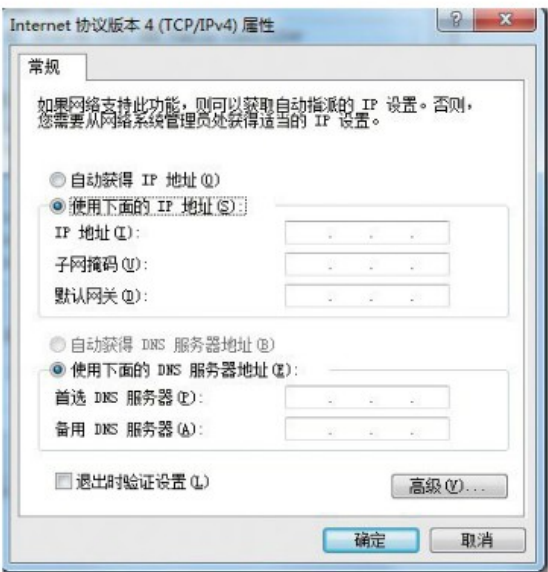 Internet 协议版本 4 (TCP/IPv4) 属性
常规
如果网络支持此功能，则可以获取自动指派的 IP 设置。否则，
您需要从网络系统管理员处获得适当的 IP 设置。
自动获得 IP 地址(O)
使用下面的 IP 地址(S):
IP 地址(I):
子网掩码(U):
默认网关(D):
自动获得 DNS 服务器地址(B)
使用下面的 DNS 服务器地址(E):
首选 DNS 服务器(P):
备用 DNS 服务器(A):
退出时验证设置(L)
高级(V)...
确定
取消